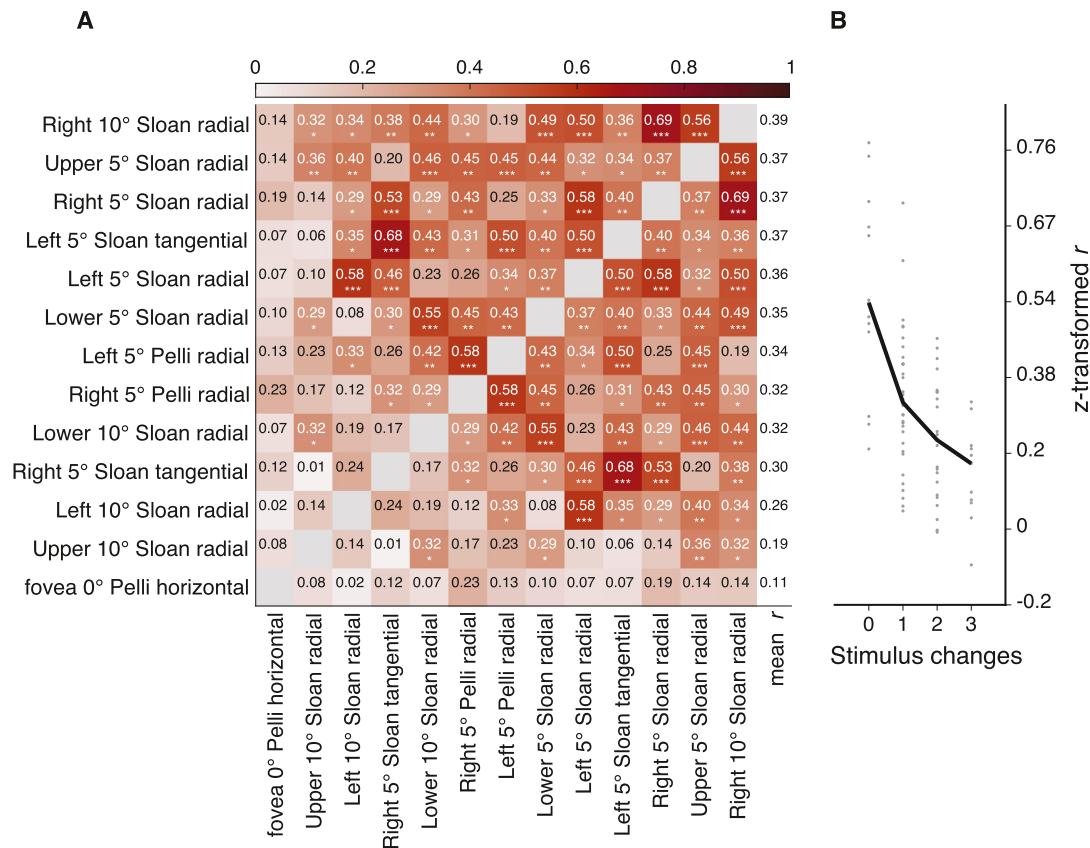 A
B
0 0.2 0.4 0.6 0.8 1
Right 10° Sloan radial 0.14 0.32 * 0.34 * 0.38 ** 0.44 ** 0.30 * 0.19 0.49 *** 0.50 *** 0.36 ** 0.69 *** 0.56 *** 0.39
Upper 5° Sloan radial 0.14 0.36 ** 0.40 ** 0.20 0.46 *** 0.45 ** 0.45 *** 0.44 ** 0.32 * 0.34 * 0.37 ** 0.56 *** 0.37
Right 5° Sloan radial 0.19 0.14 0.29 * 0.53 *** 0.29 * 0.43 ** 0.25 0.33 * 0.58 *** 0.40 ** 0.37 ** 0.69 *** 0.37
Left 5° Sloan tangential 0.07 0.06 0.35 * 0.68 *** 0.43 ** 0.31 * 0.50 *** 0.40 ** 0.50 *** 0.40 ** 0.34 * 0.36 ** 0.37
Left 5° Sloan radial 0.07 0.10 0.58 *** 0.46 *** 0.23 0.26 0.34 * 0.37 ** 0.50 *** 0.58 *** 0.32 * 0.50 *** 0.36
Lower 5° Sloan radial 0.10 0.29 * 0.08 0.30 * 0.55 *** 0.45 ** 0.43 ** 0.37 ** 0.40 ** 0.33 * 0.44 ** 0.49 *** 0.35
Left 5° Pelli radial 0.13 0.23 0.33 * 0.26 0.42 ** 0.58 *** 0.43 ** 0.34 * 0.50 *** 0.25 0.45 *** 0.19 0.34
Right 5° Pelli radial 0.23 0.17 0.12 0.32 * 0.29 * 0.58 *** 0.45 ** 0.26 0.31 * 0.43 ** 0.45 ** 0.30 * 0.32
Lower 10° Sloan radial 0.07 0.32 * 0.19 0.17 0.29 * 0.42 ** 0.55 *** 0.23 0.43 ** 0.29 * 0.46 *** 0.44 ** 0.32
Right 5° Sloan tangential 0.12 0.01 0.24 0.17 0.32 * 0.26 0.30 * 0.46 *** 0.68 *** 0.53 *** 0.20 0.38 ** 0.30
Left 10° Sloan radial 0.02 0.14 0.24 0.19 0.12 0.33 * 0.08 0.58 *** 0.35 * 0.29 * 0.40 ** 0.34 * 0.26
Upper 10° Sloan radial 0.08 0.14 0.01 0.32 * 0.17 0.23 0.29 * 0.10 0.06 0.14 0.36 ** 0.32 * 0.19
fovea 0° Pelli horizontal 0.08 0.02 0.12 0.07 0.23 0.13 0.10 0.07 0.07 0.19 0.14 0.14 0.11
fovea 0° Pelli horizontal
Upper 10° Sloan radial
Left 10° Sloan radial
Right 5° Sloan tangential
Lower 10° Sloan radial
Right 5° Pelli radial
Left 5° Pelli radial
Lower 5° Sloan radial
Left 5° Sloan radial
Left 5° Sloan tangential
Right 5° Sloan radial
Upper 5° Sloan radial
Right 10° Sloan radial
mean r
0.76
0.67
0.54
0.38
0.2
0
-0.2
z-transformed r
0 1 2 3
Stimulus changes